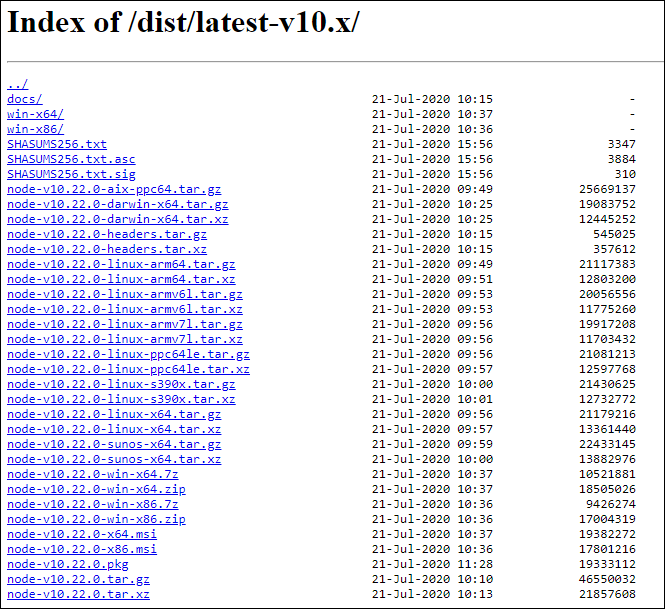 Index of /dist/latest-v10.x/
../
docs/ 21-Jul-2020 10:15 -
win-x64/ 21-Jul-2020 10:37 -
win-x86/ 21-Jul-2020 10:36 -
SHASUMS256.txt 21-Jul-2020 15:56 3347
SHASUMS256.txt.asc 21-Jul-2020 15:56 3884
SHASUMS256.txt.sig 21-Jul-2020 15:56 310
node-v10.22.0-aix-ppc64.tar.gz 21-Jul-2020 09:49 25669137
node-v10.22.0-darwin-x64.tar.gz 21-Jul-2020 10:25 19083752
node-v10.22.0-darwin-x64.tar.xz 21-Jul-2020 10:25 12445252
node-v10.22.0-headers.tar.gz 21-Jul-2020 10:15 545025
node-v10.22.0-headers.tar.xz 21-Jul-2020 10:15 357612
node-v10.22.0-linux-arm64.tar.gz 21-Jul-2020 09:49 21117383
node-v10.22.0-linux-arm64.tar.xz 21-Jul-2020 09:51 12803200
node-v10.22.0-linux-armv6l.tar.gz 21-Jul-2020 09:53 20056556
node-v10.22.0-linux-armv6l.tar.xz 21-Jul-2020 09:53 11775260
node-v10.22.0-linux-armv7l.tar.gz 21-Jul-2020 09:56 19917208
node-v10.22.0-linux-armv7l.tar.xz 21-Jul-2020 09:56 11703432
node-v10.22.0-linux-ppc64le.tar.gz 21-Jul-2020 09:56 21081213
node-v10.22.0-linux-ppc64le.tar.xz 21-Jul-2020 09:57 12597768
node-v10.22.0-linux-s390x.tar.gz 21-Jul-2020 10:00 21430625
node-v10.22.0-linux-s390x.tar.xz 21-Jul-2020 10:01 12732772
node-v10.22.0-linux-x64.tar.gz 21-Jul-2020 09:56 21179216
node-v10.22.0-linux-x64.tar.xz 21-Jul-2020 09:57 13361440
node-v10.22.0-sunos-x64.tar.gz 21-Jul-2020 09:59 22433145
node-v10.22.0-sunos-x64.tar.xz 21-Jul-2020 10:00 13882976
node-v10.22.0-win-x64.7z 21-Jul-2020 10:37 10521881
node-v10.22.0-win-x64.zip 21-Jul-2020 10:37 18505026
node-v10.22.0-win-x86.7z 21-Jul-2020 10:36 9426274
node-v10.22.0-win-x86.zip 21-Jul-2020 10:36 17004319
node-v10.22.0-x64.msi 21-Jul-2020 10:37 19382272
node-v10.22.0-x86.msi 21-Jul-2020 10:36 17801216
node-v10.22.0.pkg 21-Jul-2020 11:28 19333112
node-v10.22.0.tar.gz 21-Jul-2020 10:10 46550032
node-v10.22.0.tar.xz 21-Jul-2020 10:13 21857608